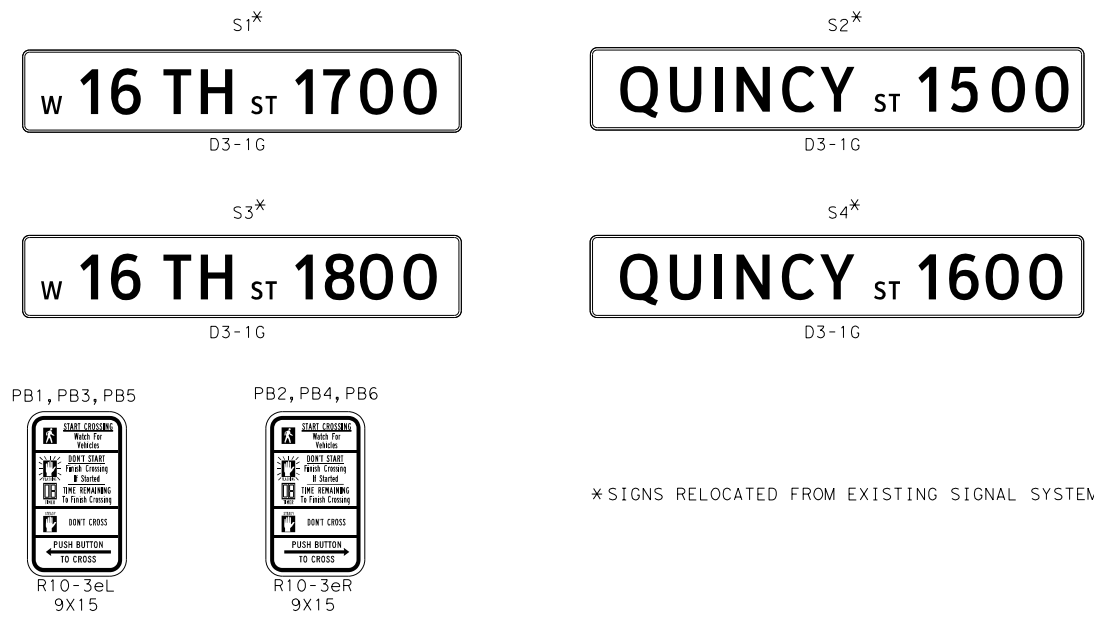 S1*
W 16 TH ST 1700
D3-1G
S2*
QUINCY ST 1500
D3-1G
S3*
W 16 TH ST 1800
D3-1G
S4*
QUINCY ST 1600
D3-1G
PB1, PB3, PB5
START CROSSING
Watch For
Vehicles
DON'T START
Finish Crossing
If Started
TIME REMAINING
To Finish Crossing
TIMER
DON'T CROSS
PUSH BUTTON
TO CROSS
R10-3eL
9X15
PB2, PB4, PB6
START CROSSING
Watch For
Vehicles
DON'T START
Finish Crossing
If Started
TIME REMAINING
To Finish Crossing
TIMER
DON'T CROSS
PUSH BUTTON
TO CROSS
R10-3eR
9X15
*SIGNS RELOCATED FROM EXISTING SIGNAL SYSTEM